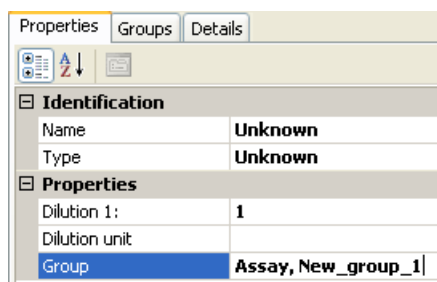 Properties Groups Details
Identification
Name Unknown
Type Unknown
Properties
Dilution 1: 1
Dilution unit
Group Assay, New_group_1